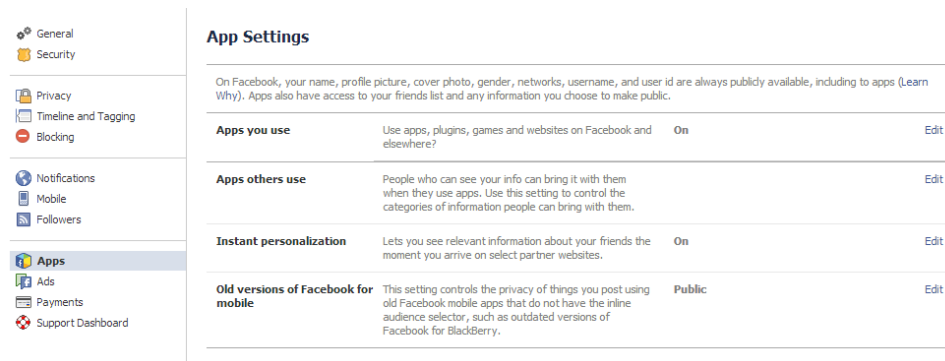 General
Security
Privacy
Timeline and Tagging
Blocking
Notifications
Mobile
Followers
Apps
Ads
Payments
Support Dashboard
App Settings
On Facebook, your name, profile picture, cover photo, gender, networks, username, and user id are always publicly available, including to apps (Learn
Why). Apps also have access to your friends list and any information you choose to make public.
Apps you use
Use apps, plugins, games and websites on Facebook and
elsewhere?
On
Edit
Apps others use
People who can see your info can bring it with them
when they use apps. Use this setting to control the
categories of information people can bring with them.
Edit
Instant personalization
Lets you see relevant information about your friends the
moment you arrive on select partner websites.
On
Edit
Old versions of Facebook for
mobile
This setting controls the privacy of things you post using
old Facebook mobile apps that do not have the inline
audience selector, such as outdated versions of
Facebook for BlackBerry.
Public
Edit